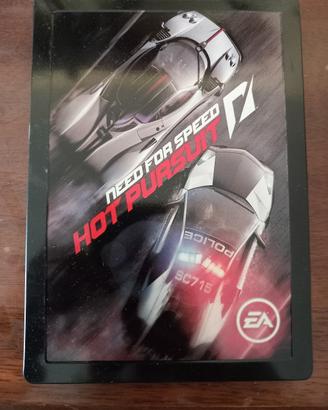 NEED FOR SPEED
HOT PURSUIT
POLICE
SC715
EA